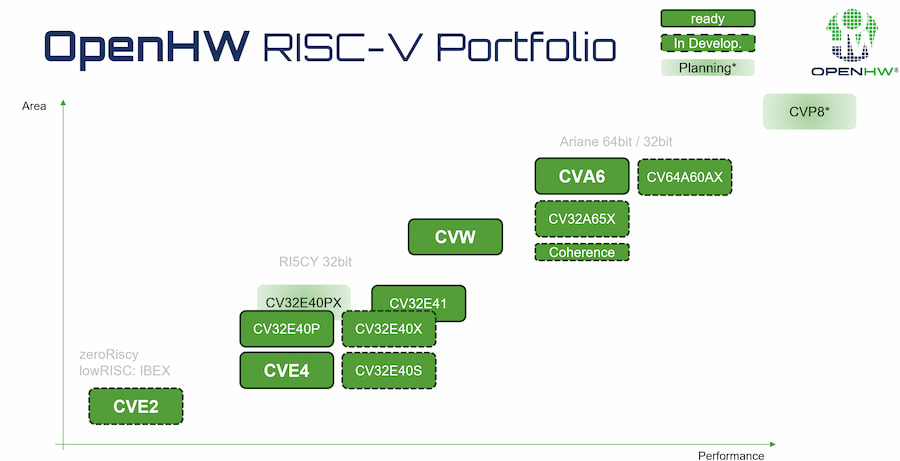 OpenHW RISC-V Portfolio
ready
In Develop.
Planning*
OPENHW®
Area
CVP8*
Ariane 64bit / 32bit
CVA6
CV64A60AX
CV32A65X
CVW
Coherence
RI5CY 32bit
CV32E40PX
CV32E41
CV32E40P
CV32E40X
zeroRiscy
lowRISC: IBEX
CVE4
CV32E40S
CVE2
Performance